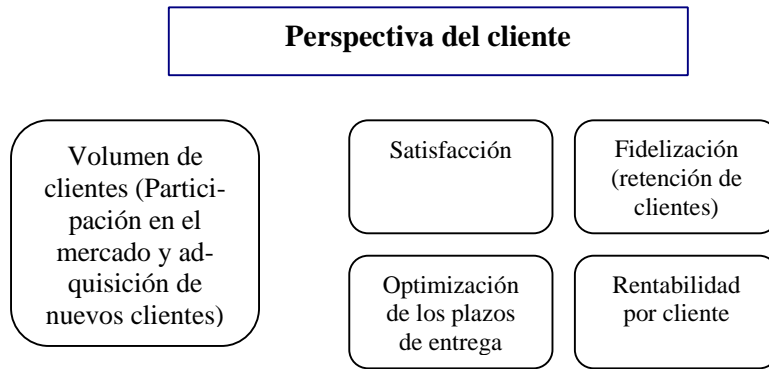 Perspectiva del cliente
Volumen de
clientes (Partici-
pación en el
mercado y ad-
quisición de
nuevos clientes)
Satisfacción
Fidelización
(retención de
clientes)
Optimización
de los plazos
de entrega
Rentabilidad
por cliente